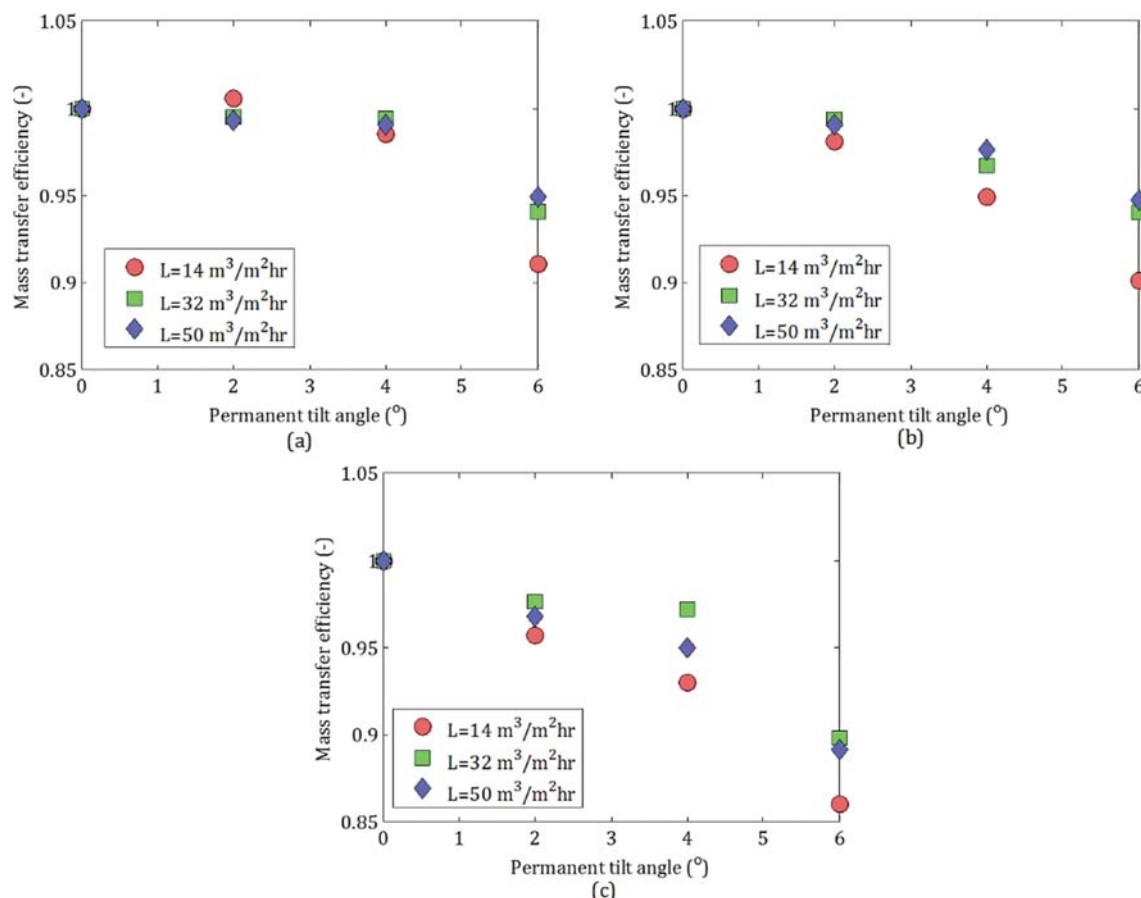 1.05
1
0.95
0.9
0.85
Mass transfer efficiency (-)
L=14 m³/m²hr
L=32 m³/m²hr
L=50 m³/m²hr
0 1 2 3 4 5 6
Permanent tilt angle (°)
(a)
1.05
1
0.95
0.9
0.85
Mass transfer efficiency (-)
L=14 m³/m²hr
L=32 m³/m²hr
L=50 m³/m²hr
0 1 2 3 4 5 6
Permanent tilt angle (°)
(b)
1.05
1
0.95
0.9
0.85
Mass transfer efficiency (-)
L=14 m³/m²hr
L=32 m³/m²hr
L=50 m³/m²hr
0 1 2 3 4 5 6
Permanent tilt angle (°)
(c)